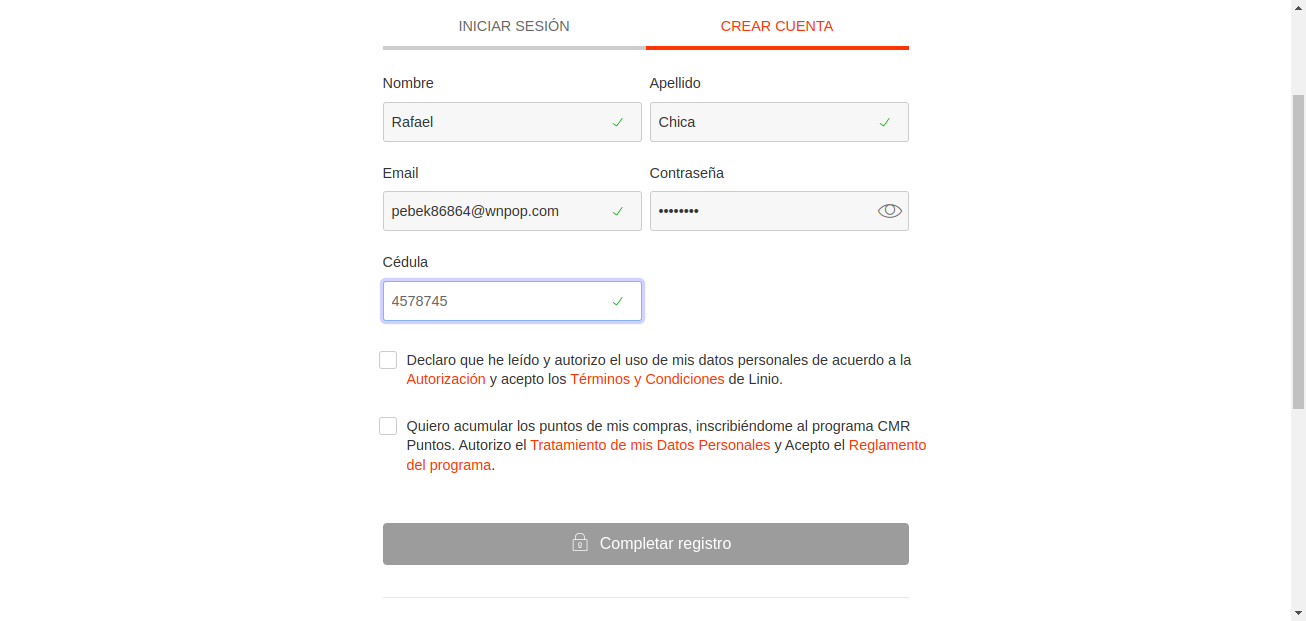 INICIAR SESIÓN
CREAR CUENTA
Nombre
Apellido
Rafael
Chica
Email
Contraseña
pebek86864@wnpop.com
••••••••
Cédula
4578745
Declaro que he leído y autorizo el uso de mis datos personales de acuerdo a la
Autorización y acepto los Términos y Condiciones de Linio.
Quiero acumular los puntos de mis compras, inscribiéndome al programa CMR
Puntos. Autorizo el Tratamiento de mis Datos Personales y Acepto el Reglamento
del programa.
Completar registro